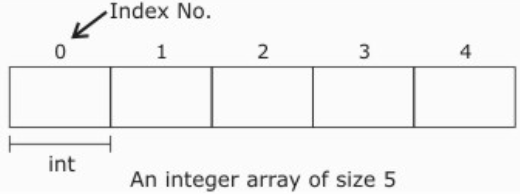 Index No.
0 1 2 3 4
int
An integer array of size 5